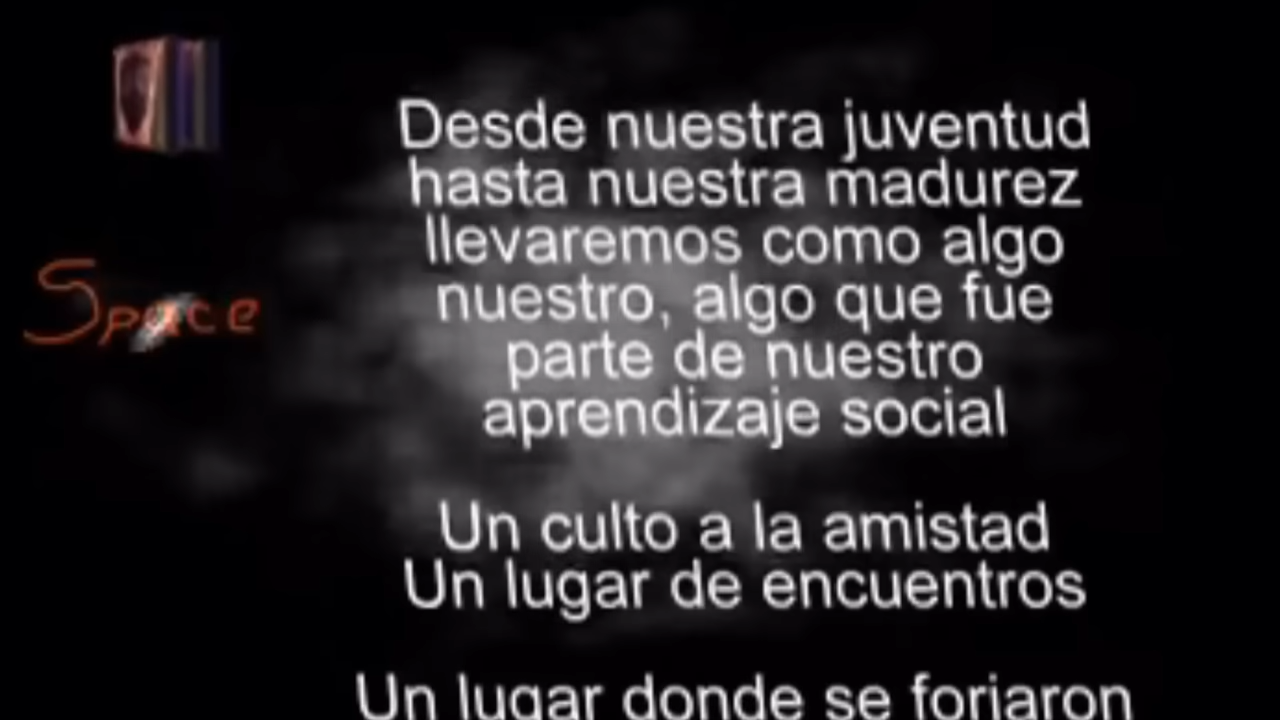 Desde nuestra juventud
hasta nuestra madurez
llevaremos como algo
nuestro, algo que fue
parte de nuestro
aprendizaje social
Space
Un culto a la amistad
Un lugar de encuentros
Un lugar donde se forjaron